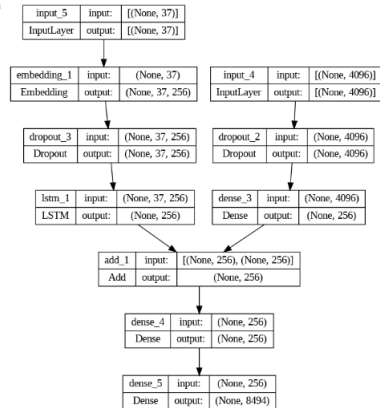 input_5 input: [(None, 37)]
InputLayer output: [(None, 37)]
embedding_1 input: (None, 37)
Embedding output: (None, 37, 256)
input_4 input: [(None, 4096)]
InputLayer output: [(None, 4096)]
dropout_3 input: (None, 37, 256)
Dropout output: (None, 37, 256)
dropout_2 input: (None, 4096)
Dropout output: (None, 4096)
lstm_1 input: (None, 37, 256)
LSTM output: (None, 256)
dense_3 input: (None, 4096)
Dense output: (None, 256)
add_1 input: [(None, 256), (None, 256)]
Add output: (None, 256)
dense_4 input: (None, 256)
Dense output: (None, 256)
dense_5 input: (None, 256)
Dense output: (None, 8494)